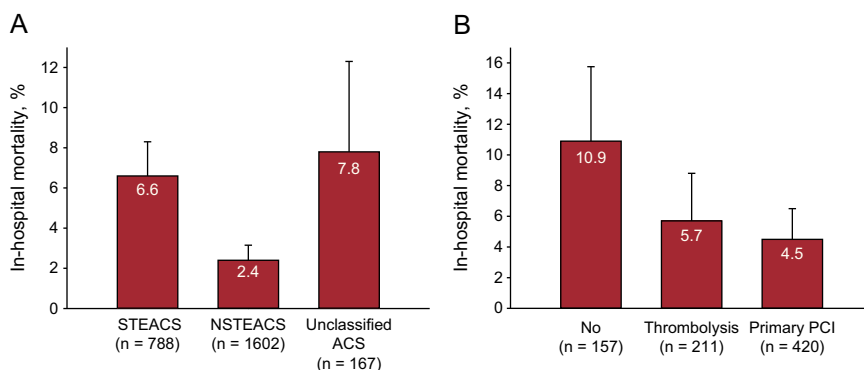 A
In-hospital mortality, %
12
10
8
6
4
2
0
6.6
2.4
7.8
STEACS
(n = 788)
NSTEACS
(n = 1602)
Unclassified
ACS
(n = 167)
B
In-hospital mortality, %
16
14
12
10
8
6
4
2
0
10.9
5.7
4.5
No
(n = 157)
Thrombolysis
(n = 211)
Primary PCI
(n = 420)